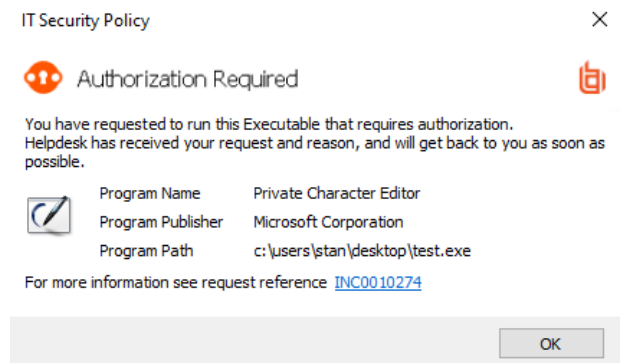 IT Security Policy
Authorization Required
You have requested to run this Executable that requires authorization.
Helpdesk has received your request and reason, and will get back to you as soon as
possible.
Program Name Private Character Editor
Program Publisher Microsoft Corporation
Program Path c:\users\stan\desktop\test.exe
For more information see request reference INC0010274
OK